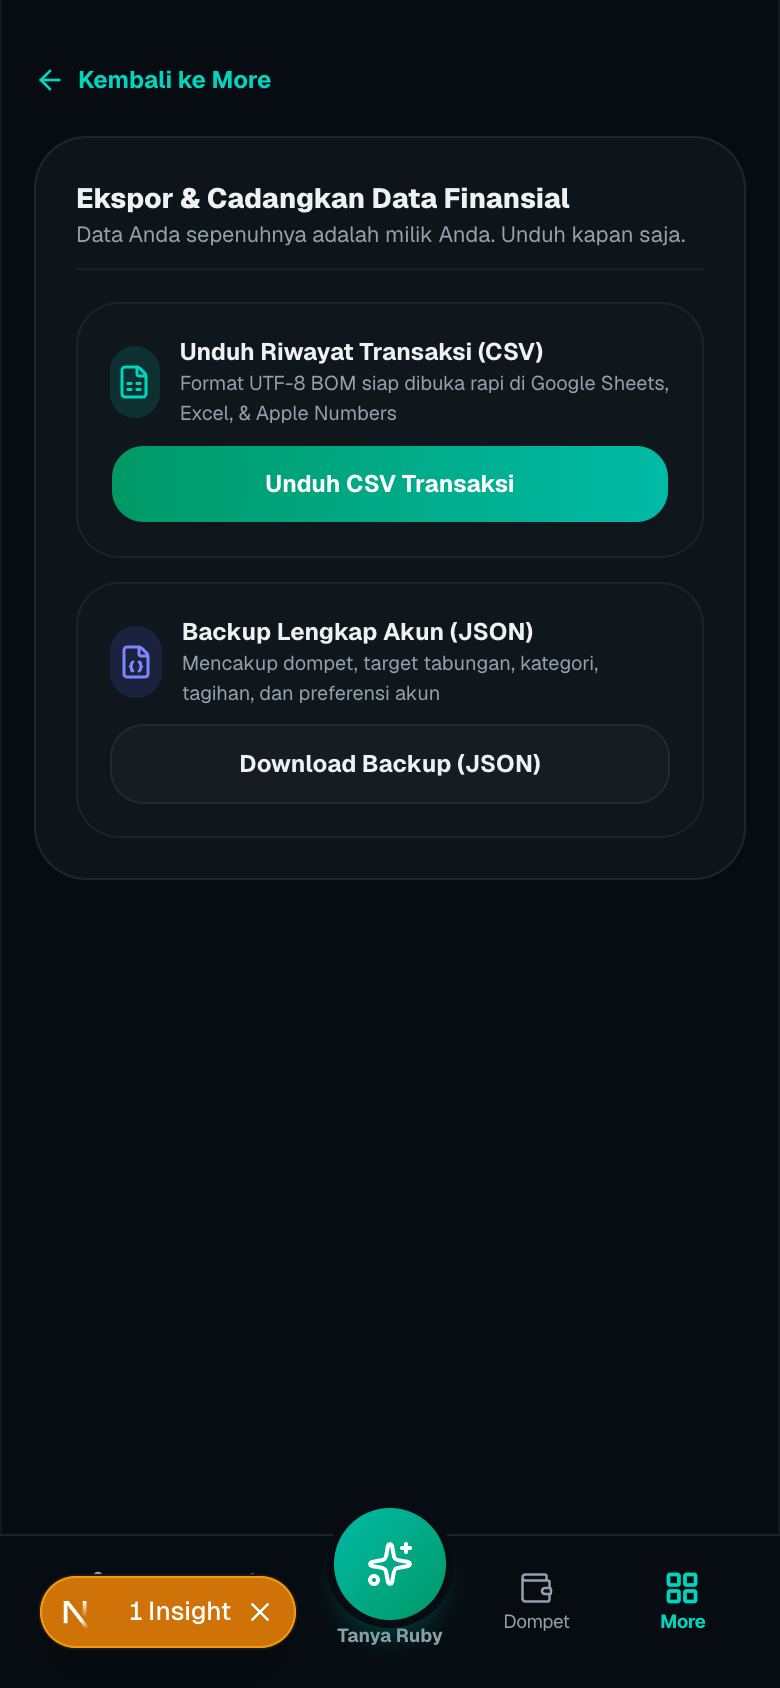 Kembali ke More
Ekspor & Cadangkan Data Finansial
Data Anda sepenuhnya adalah milik Anda. Unduh kapan saja.
Unduh Riwayat Transaksi (CSV)
Format UTF-8 BOM siap dibuka rapi di Google Sheets,
Excel, & Apple Numbers
Unduh CSV Transaksi
Backup Lengkap Akun (JSON)
Mencakup dompet, target tabungan, kategori,
tagihan, dan preferensi akun
Download Backup (JSON)
N 1 Insight
Tanya Ruby
Dompet
More